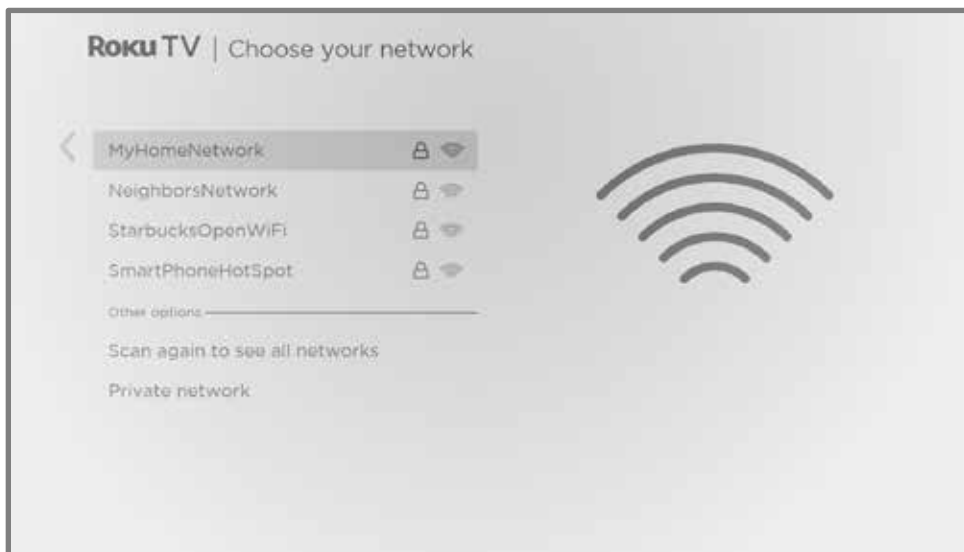 Roku TV | Choose your network
MyHomeNetwork
NeighborsNetwork
StarbucksOpenWiFi
SmartPhoneHotSpot
Other options
Scan again to see all networks
Private network